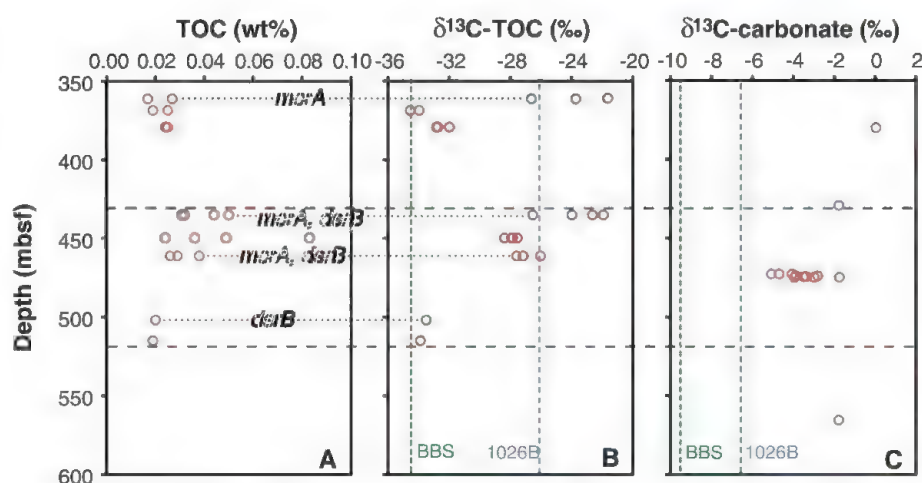 TOC (wt%)
δ13C-TOC (‰)
δ13C-carbonate (‰)
0.00 0.02 0.04 0.06 0.08 0.10
-36 -32 -28 -24 -20
-10 -8 -6 -4 -2 0 2
Depth (mbsf)
350
400
450
500
550
600
mcrA
mcrA, dsrB
mcrA, dsrB
dsrB
A
BBS 1026B B
BBS 1026B C